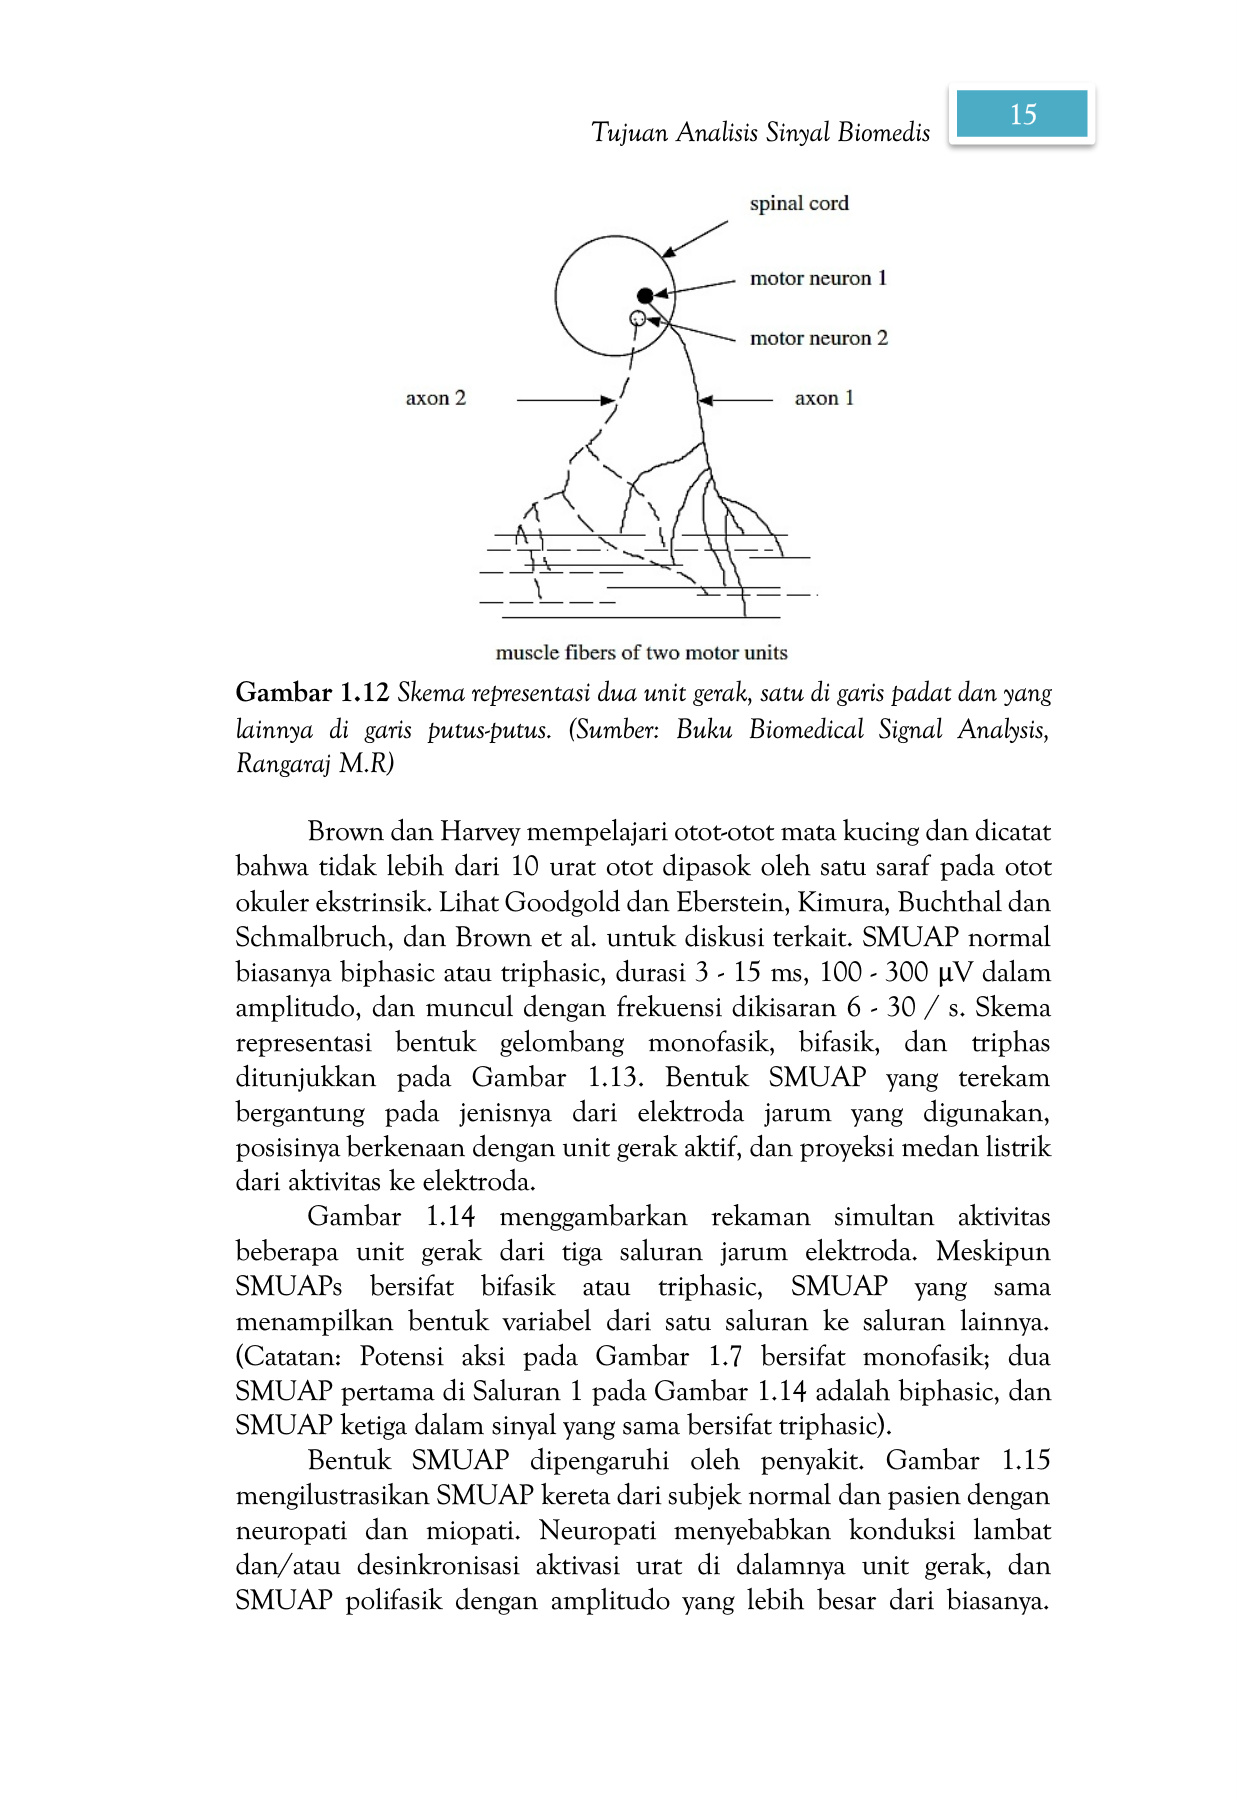 Tujuan Analisis Sinyal Biomedis
15
spinal cord
motor neuron 1
motor neuron 2
axon 2
axon 1
muscle fibers of two motor units
Gambar 1.12 Skema representasi dua unit gerak, satu di garis padat dan yang
lainnya di garis putus-putus. (Sumber: Buku Biomedical Signal Analysis,
Rangaraj M.R)
Brown dan Harvey mempelajari otot-otot mata kucing dan dicatat
bahwa tidak lebih dari 10 urat otot dipasok oleh satu saraf pada otot
okuler ekstrinsik. Lihat Goodgold dan Eberstein, Kimura, Buchthal dan
Schmalbruch, dan Brown et al. untuk diskusi terkait. SMUAP normal
biasanya biphasic atau triphasic, durasi 3 - 15 ms, 100 - 300 µV dalam
amplitudo, dan muncul dengan frekuensi dikisaran 6 - 30 / s. Skema
representasi bentuk gelombang monofasik, bifasik, dan triphas
ditunjukkan pada Gambar 1.13. Bentuk SMUAP yang terekam
bergantung pada jenisnya dari elektroda jarum yang digunakan,
posisinya berkenaan dengan unit gerak aktif, dan proyeksi medan listrik
dari aktivitas ke elektroda.
Gambar 1.14 menggambarkan rekaman simultan aktivitas
beberapa unit gerak dari tiga saluran jarum elektroda. Meskipun
SMUAPs bersifat bifasik atau triphasic, SMUAP yang sama
menampilkan bentuk variabel dari satu saluran ke saluran lainnya.
(Catatan: Potensi aksi pada Gambar 1.7 bersifat monofasik; dua
SMUAP pertama di Saluran 1 pada Gambar 1.14 adalah biphasic, dan
SMUAP ketiga dalam sinyal yang sama bersifat triphasic).
Bentuk SMUAP dipengaruhi oleh penyakit. Gambar 1.15
mengilustrasikan SMUAP kereta dari subjek normal dan pasien dengan
neuropati dan miopati. Neuropati menyebabkan konduksi lambat
dan/atau desinkronisasi aktivasi urat di dalamnya unit gerak, dan
SMUAP polifasik dengan amplitudo yang lebih besar dari biasanya.